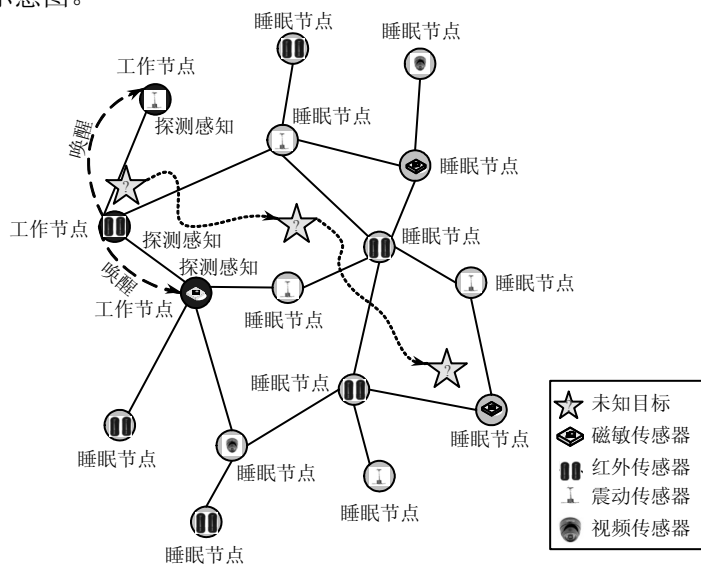 示意图。
睡眠节点
睡眠节点
工作节点
唤醒
探测感知
睡眠节点
睡眠节点
?
工作节点
探测感知
?
睡眠节点
唤醒
探测感知
工作节点
睡眠节点
睡眠节点
?
睡眠节点
睡眠节点
睡眠节点
睡眠节点
睡眠节点
睡眠节点
? 未知目标
磁敏传感器
红外传感器
震动传感器
视频传感器